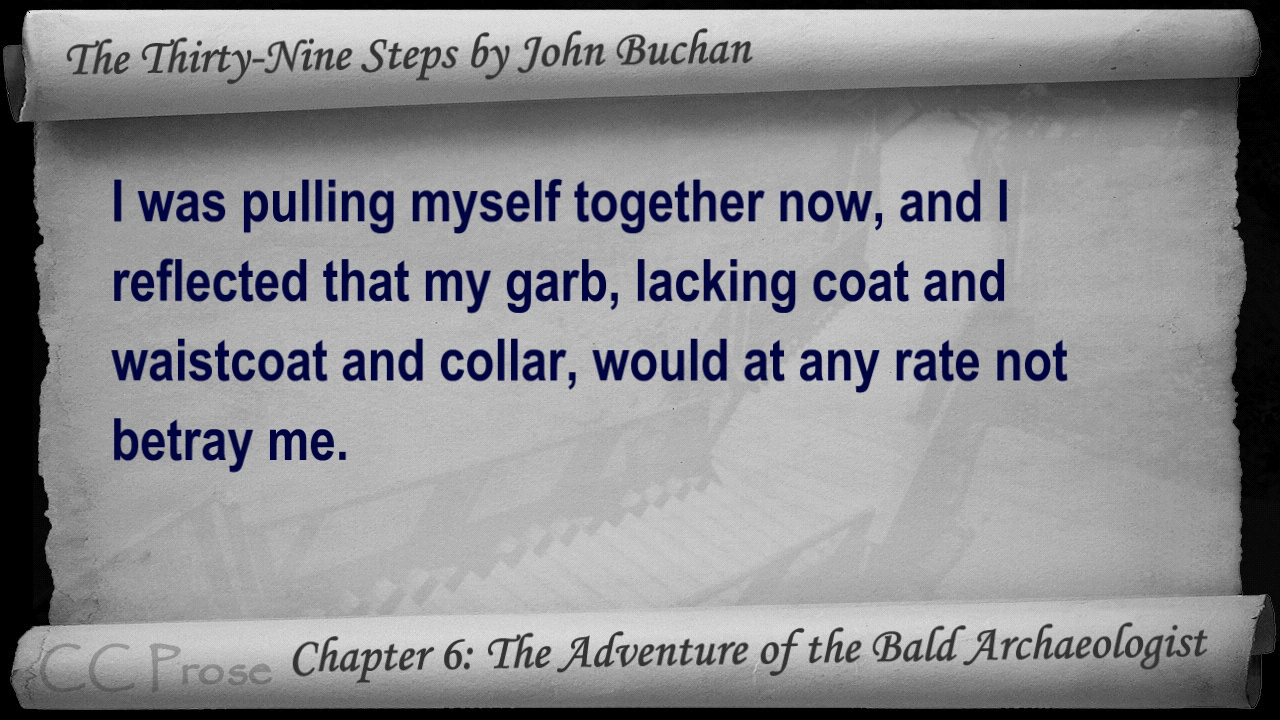 The Thirty-Nine Steps by John Buchan
I was pulling myself together now, and I
reflected that my garb, lacking coat and
waistcoat and collar, would at any rate not
betray me.
CC Prose
Chapter 6: The Adventure of the Bald Archaeologist